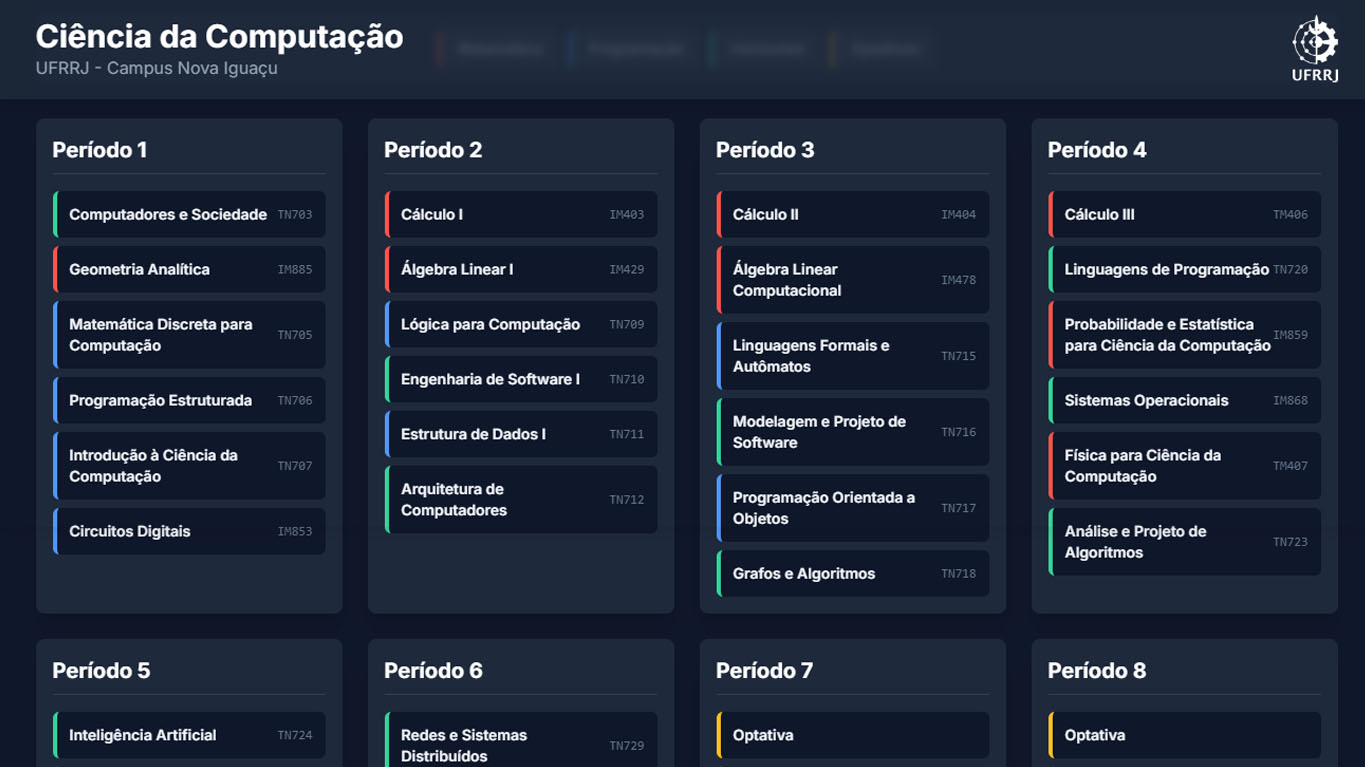 Ciência da Computação
UFRRJ - Campus Nova Iguaçu
UFRRJ
Período 1
Computadores e Sociedade TN703
Geometria Analítica IM885
Matemática Discreta para
Computação
TN705
Programação Estruturada TN706
Introdução à Ciência da
Computação
TN707
Circuitos Digitais IM853
Período 2
Cálculo I IM403
Álgebra Linear I IM429
Lógica para Computação TN709
Engenharia de Software I TN710
Estrutura de Dados I TN711
Arquitetura de
Computadores
TN712
Período 3
Cálculo II IM404
Álgebra Linear
Computacional
IM478
Linguagens Formais e
Autômatos
TN715
Modelagem e Projeto de
Software
TN716
Programação Orientada a
Objetos
TN717
Grafos e Algoritmos TN718
Período 4
Cálculo III TM406
Linguagens de Programação TN720
Probabilidade e Estatística
para Ciência da Computação
IM859
Sistemas Operacionais IM868
Física para Ciência da
Computação
TM407
Análise e Projeto de
Algoritmos
TN723
Período 5
Inteligência Artificial TN724
Período 6
Redes e Sistemas
Distribuídos
TN729
Período 7
Optativa
Período 8
Optativa